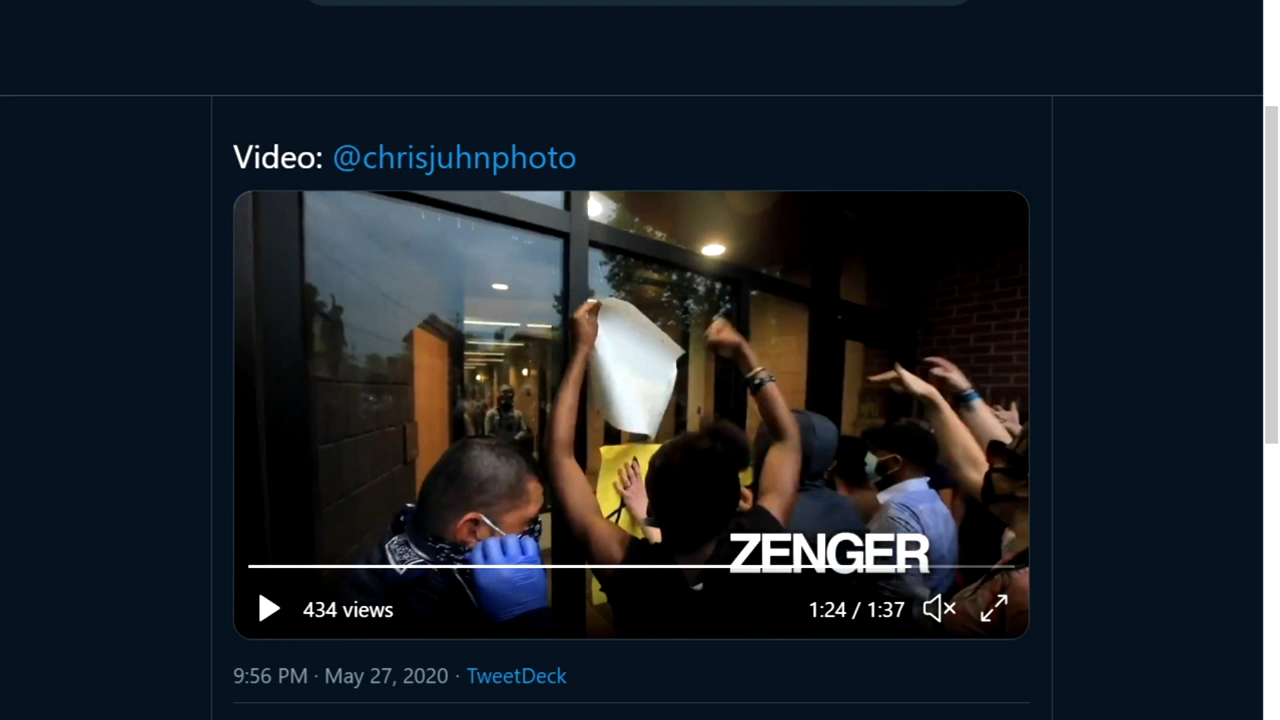 Video: @chrisjuhnphoto
ZENGER
434 views
1:24 / 1:37
9:56 PM · May 27, 2020 · TweetDeck